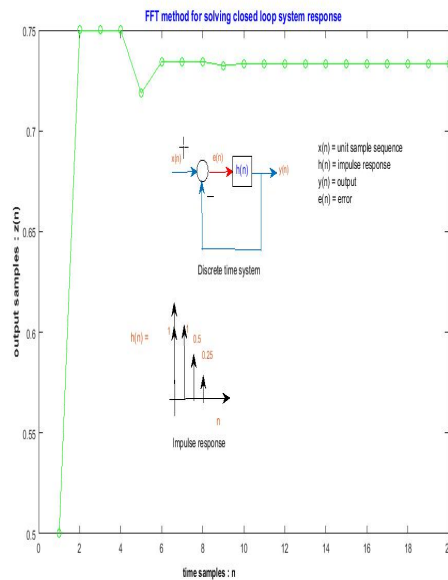 FFT method for solving closed loop system response
output samples : z(n)
0.75
0.7
0.65
0.6
0.55
0.5
x(n)
+
e(n)
h(n)
y(n)
−
x(n) = unit sample sequence
h(n) = impulse response
y(n) = output
e(n) = error
Discrete time system
h(n) =
1
1
0.5
0.25
n
Impulse response
0 2 4 6 8 10 12 14 16 18 20
time samples : n